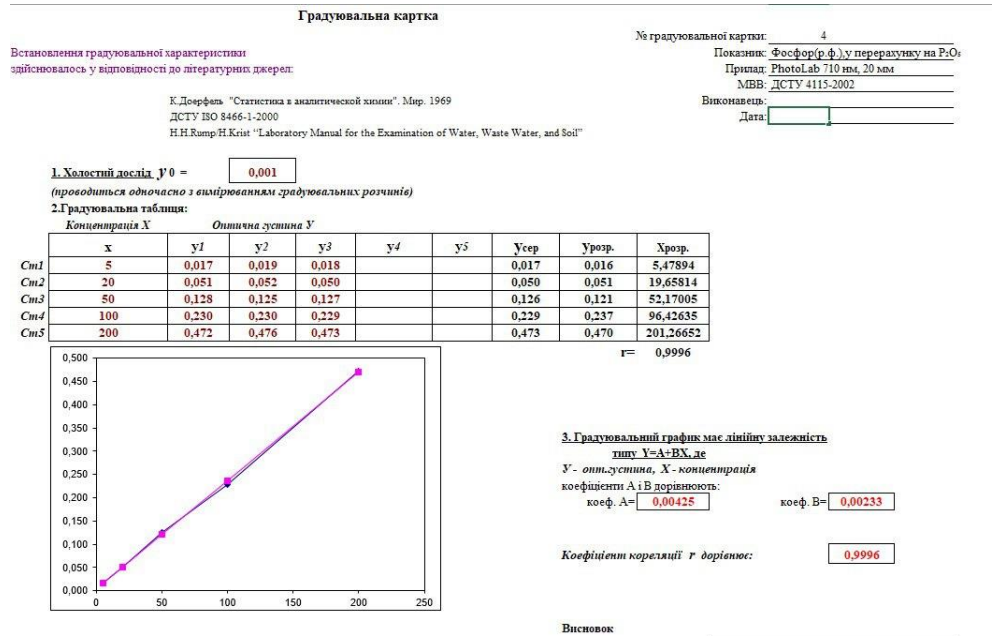 Градуювальна картка
№ градуювальної картки: 4
Встановлення градуювальної характеристики
здійснювалось у відповідності до літературних джерел:
Показник: Фосфор(р.ф.),у перерахунку на P₂O₅
Прилад: PhotoLab 710 нм, 20 мм
МВВ: ДСТУ 4115-2002
Виконавець:
Дата:
К.Доерфель "Статистика в аналитической химии". Мир. 1969
ДСТУ ISO 8466-1-2000
H.H.Rump/H.Krist "Laboratory Manual for the Examination of Water, Waste Water, and Soil"
1. Холостий дослід y 0 = 0,001
(проводиться одночасно з вимірюванням градуювальних розчинів)
2.Градуювальна таблиця:
Концентрація X Оптична густина У
x y1 y2 y3 y4 y5 Усер Урозр. Хрозр.
Ст1 5 0,017 0,019 0,018 0,017 0,016 5,47894
Ст2 20 0,051 0,052 0,050 0,050 0,051 19,65814
Ст3 50 0,128 0,125 0,127 0,126 0,121 52,17005
Ст4 100 0,230 0,230 0,229 0,229 0,237 96,42635
Ст5 200 0,472 0,476 0,473 0,473 0,470 201,26652
r= 0,9996
0,500
0,450
0,400
0,350
0,300
0,250
0,200
0,150
0,100
0,050
0,000
0 50 100 150 200 250
3. Градуювальний график має лінійну залежність
типу Y=A+BX, де
У - опт.густина, X - концентрація
коефіцієнти А і В дорівнюють:
коеф. А= 0,00425 коеф. В= 0,00233
Коефіцієнт кореляції r дорівнює: 0,9996
Висновок